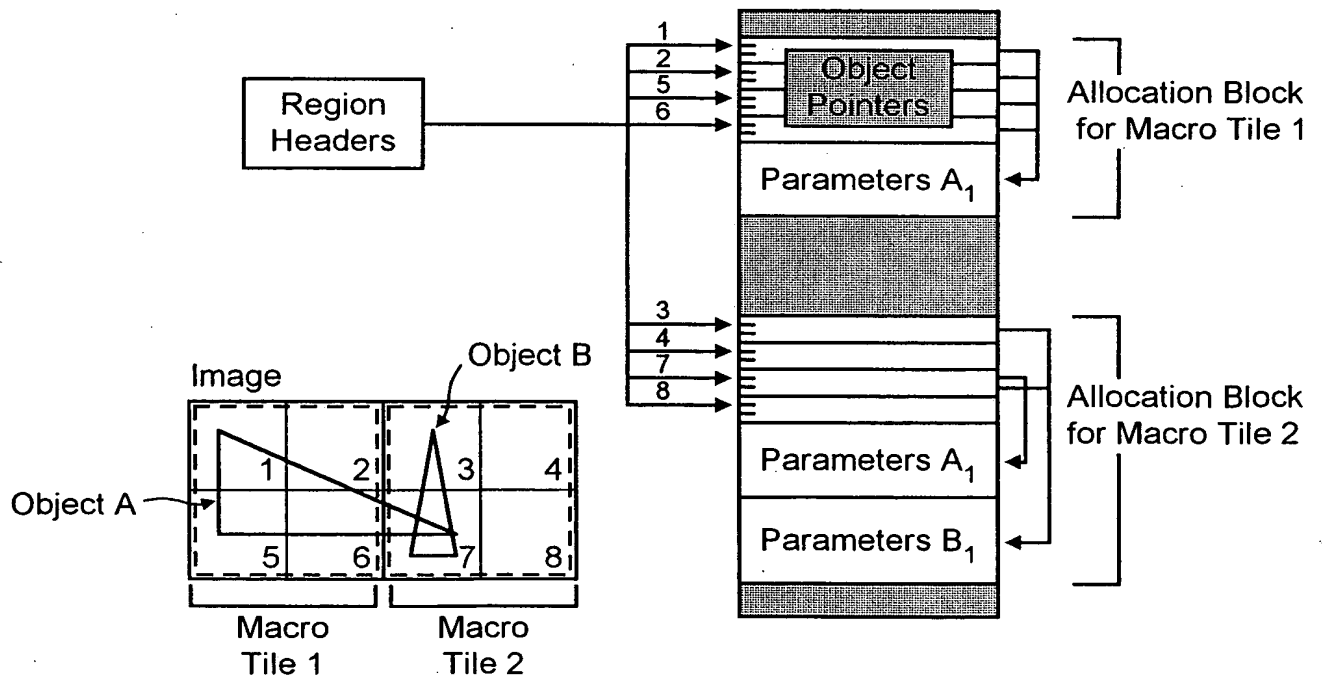 1
2
5
6
Region
Headers
Object
Pointers
Allocation Block
for Macro Tile 1
Parameters A1
3
4
7
8
Allocation Block
for Macro Tile 2
Parameters A1
Parameters B1
Image
Object B
Object A
1 2 3 4
5 6 7 8
Macro
Tile 1
Macro
Tile 2